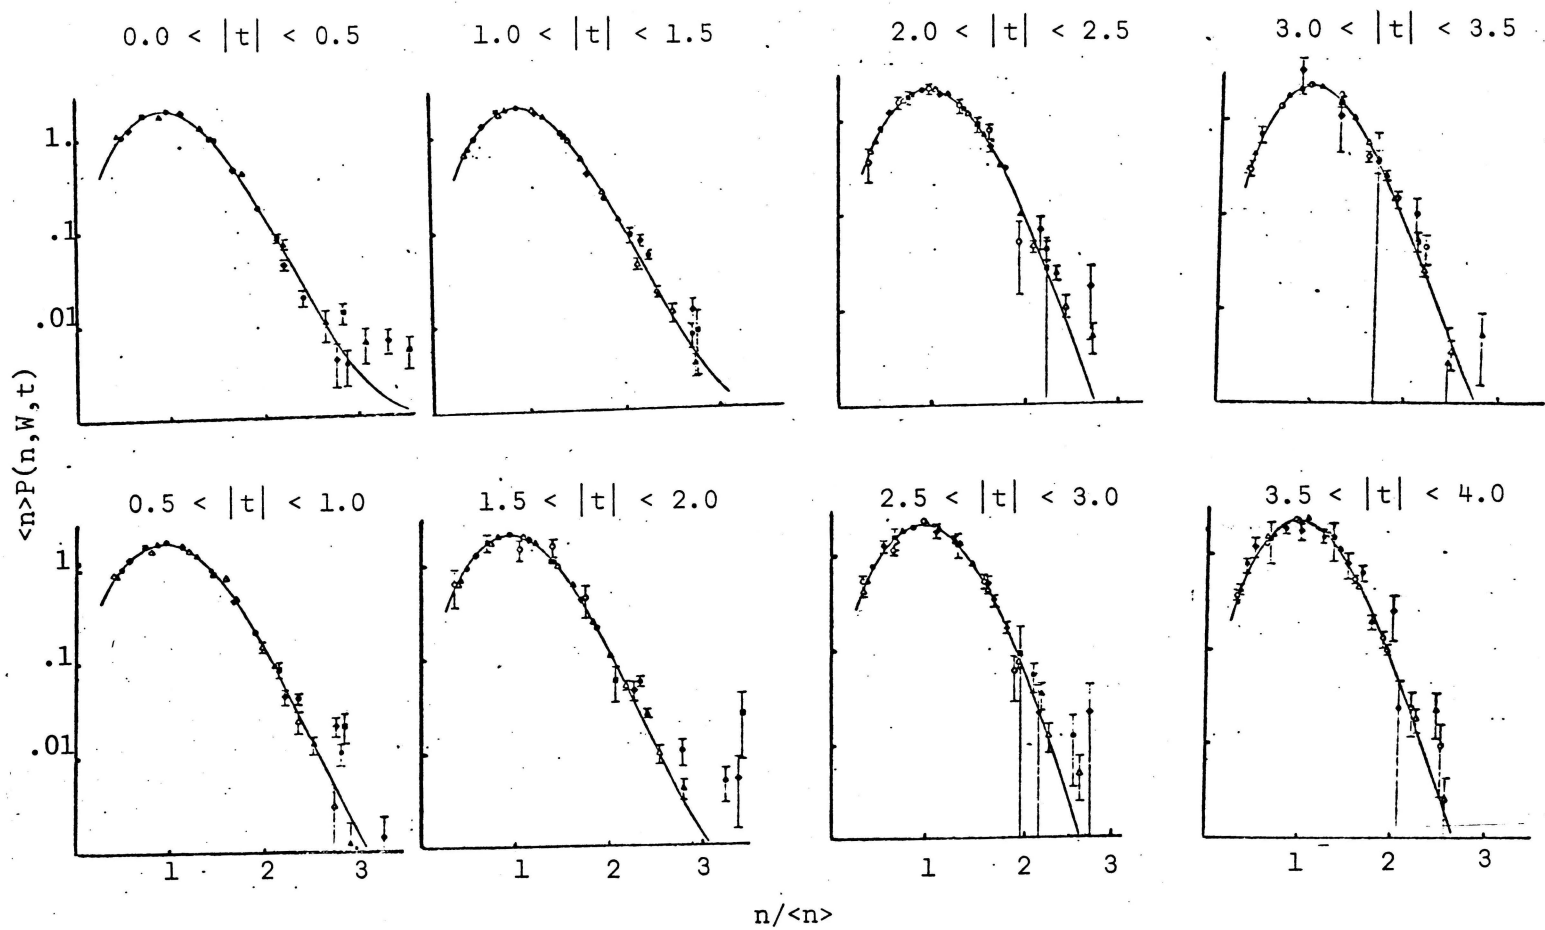 0.0 < |t| < 0.5
1.0 < |t| < 1.5
2.0 < |t| < 2.5
3.0 < |t| < 3.5
1.
.1
.01
<n>P(n,W,t)
0.5 < |t| < 1.0
1.5 < |t| < 2.0
2.5 < |t| < 3.0
3.5 < |t| < 4.0
1
.1
.01
1 2 3
1 2 3
1 2 3
1 2 3
n/<n>